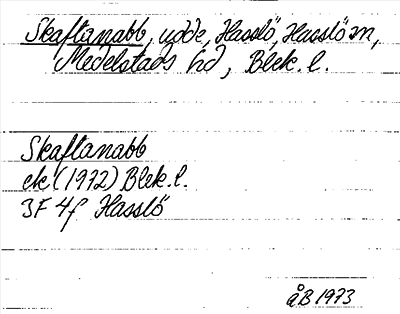 Skaftanabb, udde, Hasslö, Hasslö sn,
Medelstads hd, Blek. l.
Skaftanabb
ek (1972) Blek. l.
3F 4f Hasslö
åB 1973